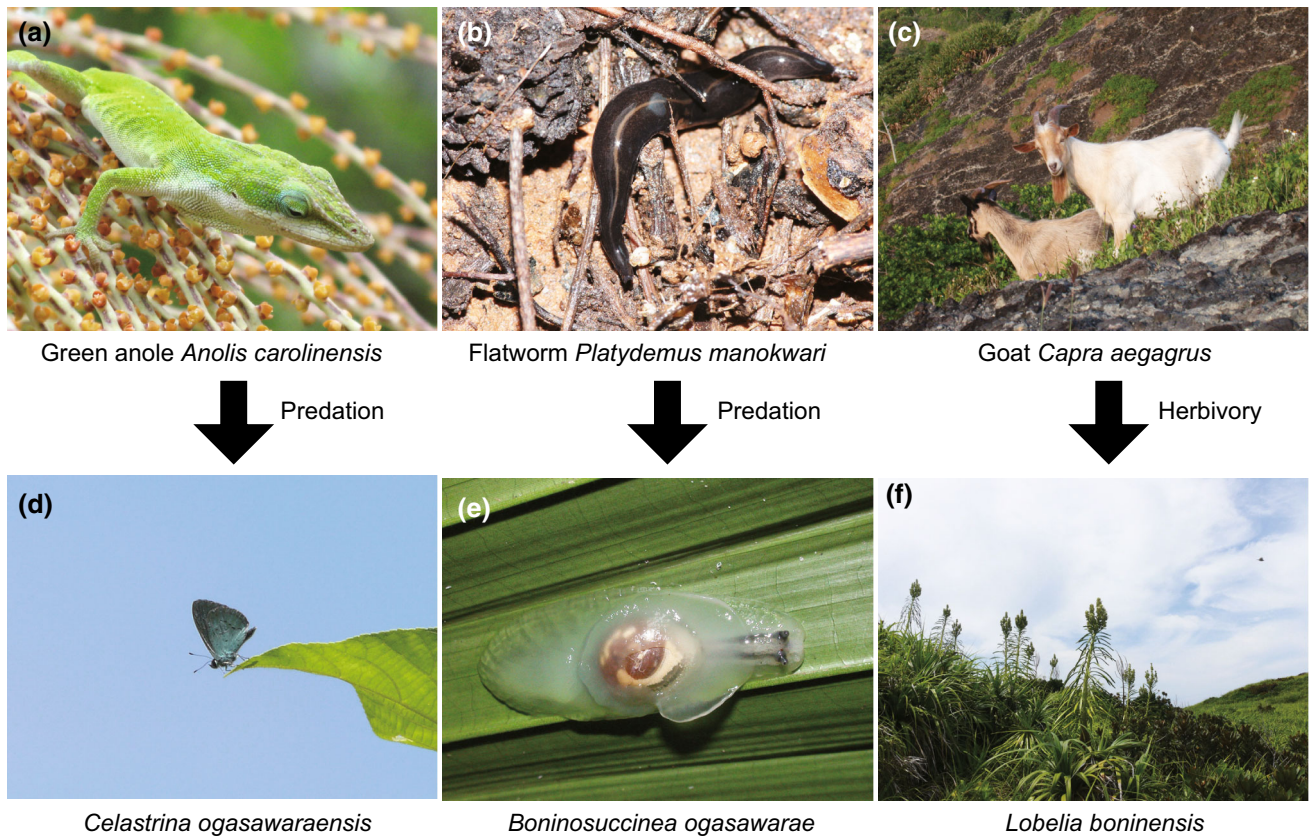 (a)
(b)
(c)
Green anole Anolis carolinensis
Flatworm Platydemus manokwari
Goat Capra aegagrus
Predation
Predation
Herbivory
(d)
(e)
(f)
Celastrina ogasawaraensis
Boninosuccinea ogasawarae
Lobelia boninensis